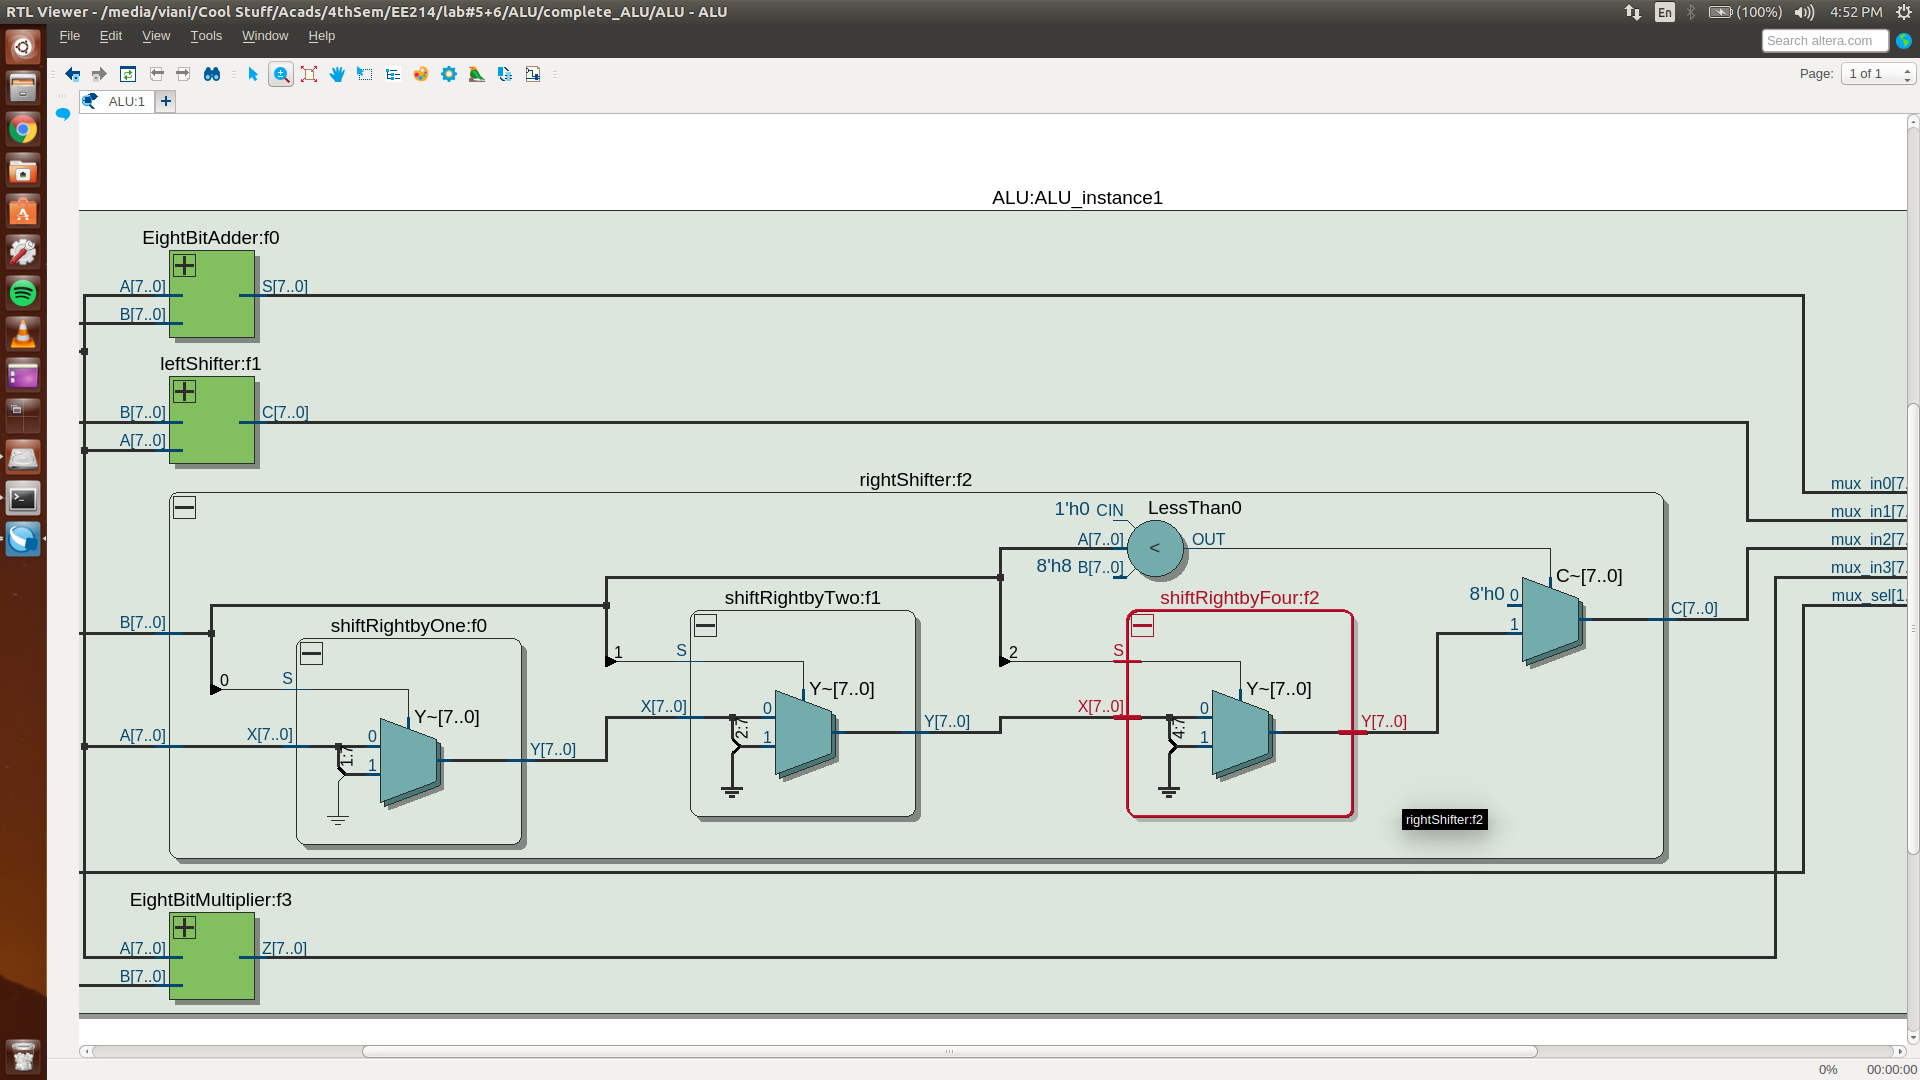 RTL Viewer - /media/viani/Cool Stuff/Acads/4thSem/EE214/lab#5+6/ALU/complete_ALU/ALU - ALU
En
(100%)
4:52 PM
File Edit View Tools Window Help
Search altera.com
Page: 1 of 1
ALU:1
ALU:ALU_instance1
EightBitAdder:f0
A[7..0] S[7..0]
B[7..0]
leftShifter:f1
B[7..0] C[7..0]
A[7..0]
rightShifter:f2
mux_in0[7.
1'h0 CIN LessThan0
mux_in1[7.
A[7..0] < OUT
mux_in2[7.
8'h8 B[7..0]
mux_in3[7.
C~[7..0]
8'h0 0
mux_sel[1.
shiftRightbyTwo:f1
shiftRightbyFour:f2
C[7..0]
B[7..0]
shiftRightbyOne:f0
1
1 S
2 S
0 S
Y~[7..0]
Y~[7..0]
X[7..0] 0
X[7..0] 0
Y~[7..0]
2:7
4:7
Y[7..0]
Y[7..0]
A[7..0] X[7..0] 0
1
1
1:7
Y[7..0]
1
rightShifter:f2
EightBitMultiplier:f3
A[7..0] Z[7..0]
B[7..0]
0% 00:00:00